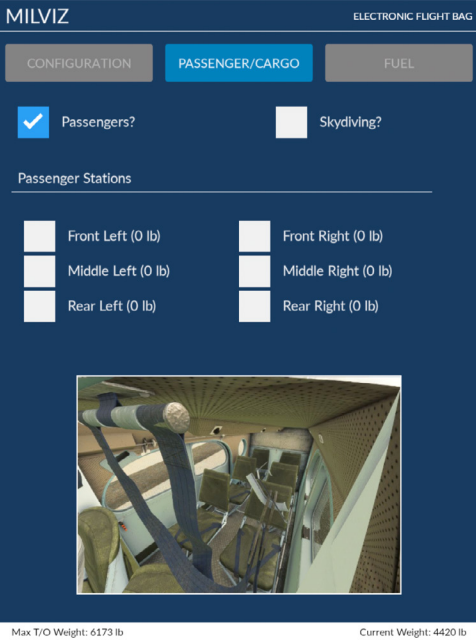 MILVIZ ELECTRONIC FLIGHT BAG
CONFIGURATION PASSENGER/CARGO FUEL
Passengers? Skydiving?
Passenger Stations
Front Left (0 lb) Front Right (0 lb)
Middle Left (0 lb) Middle Right (0 lb)
Rear Left (0 lb) Rear Right (0 lb)
Max T/O Weight: 6173 lb Current Weight: 4420 lb